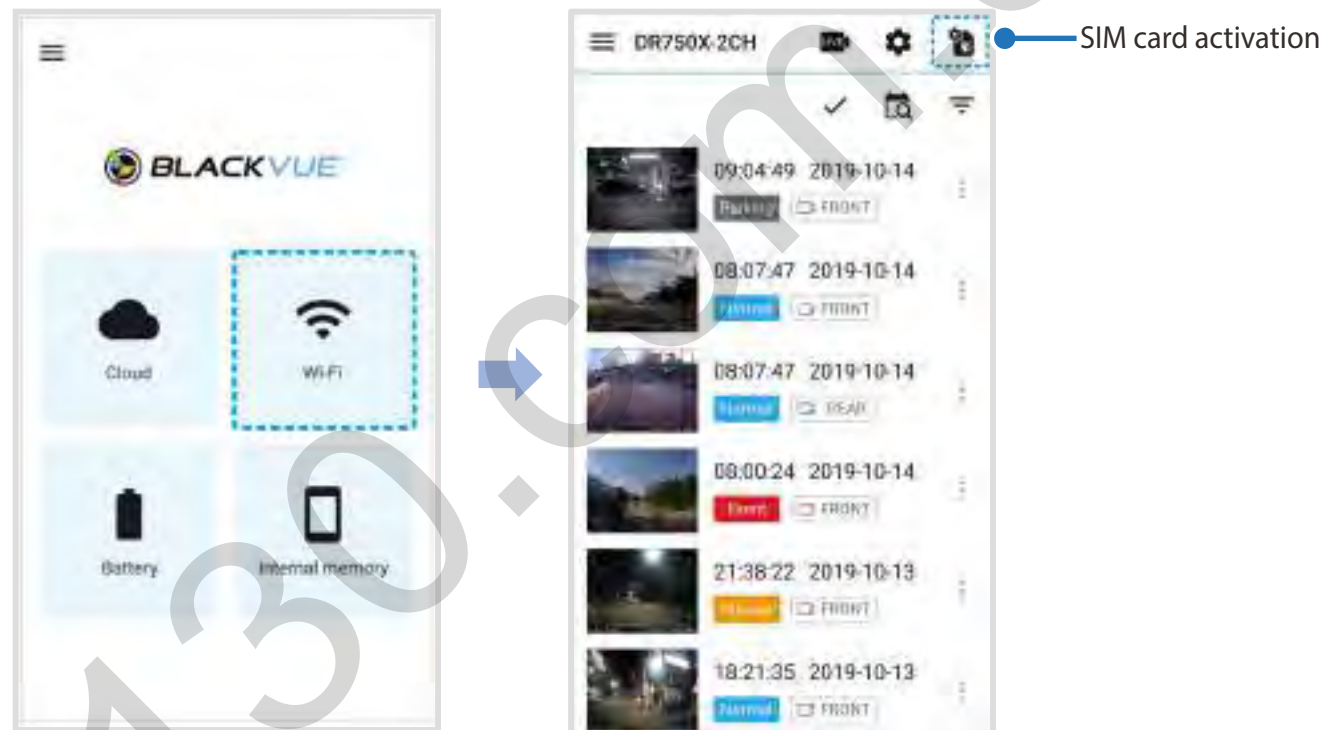 BLACKVUE
Cloud
Wi-Fi
Battery
Internal memory
DR750X-2CH
SIM card activation
09:04:49 2019-10-14
Parking FRONT
08:07:47 2019-10-14
Normal FRONT
08:07:47 2019-10-14
Normal REAR
08:00:24 2019-10-14
Event FRONT
21:38:22 2019-10-13
FRONT
18:21:35 2019-10-13
Normal FRONT